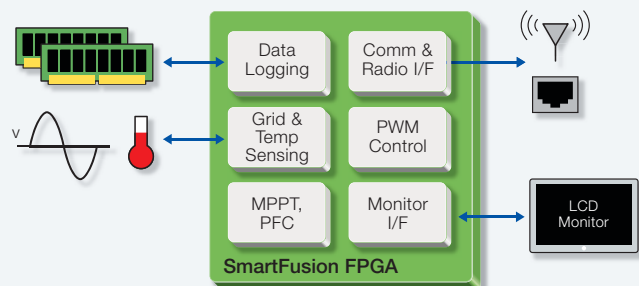 Data
Logging
Comm &
Radio I/F
V
Grid &
Temp
Sensing
PWM
Control
MPPT,
PFC
Monitor
I/F
LCD
Monitor
SmartFusion FPGA